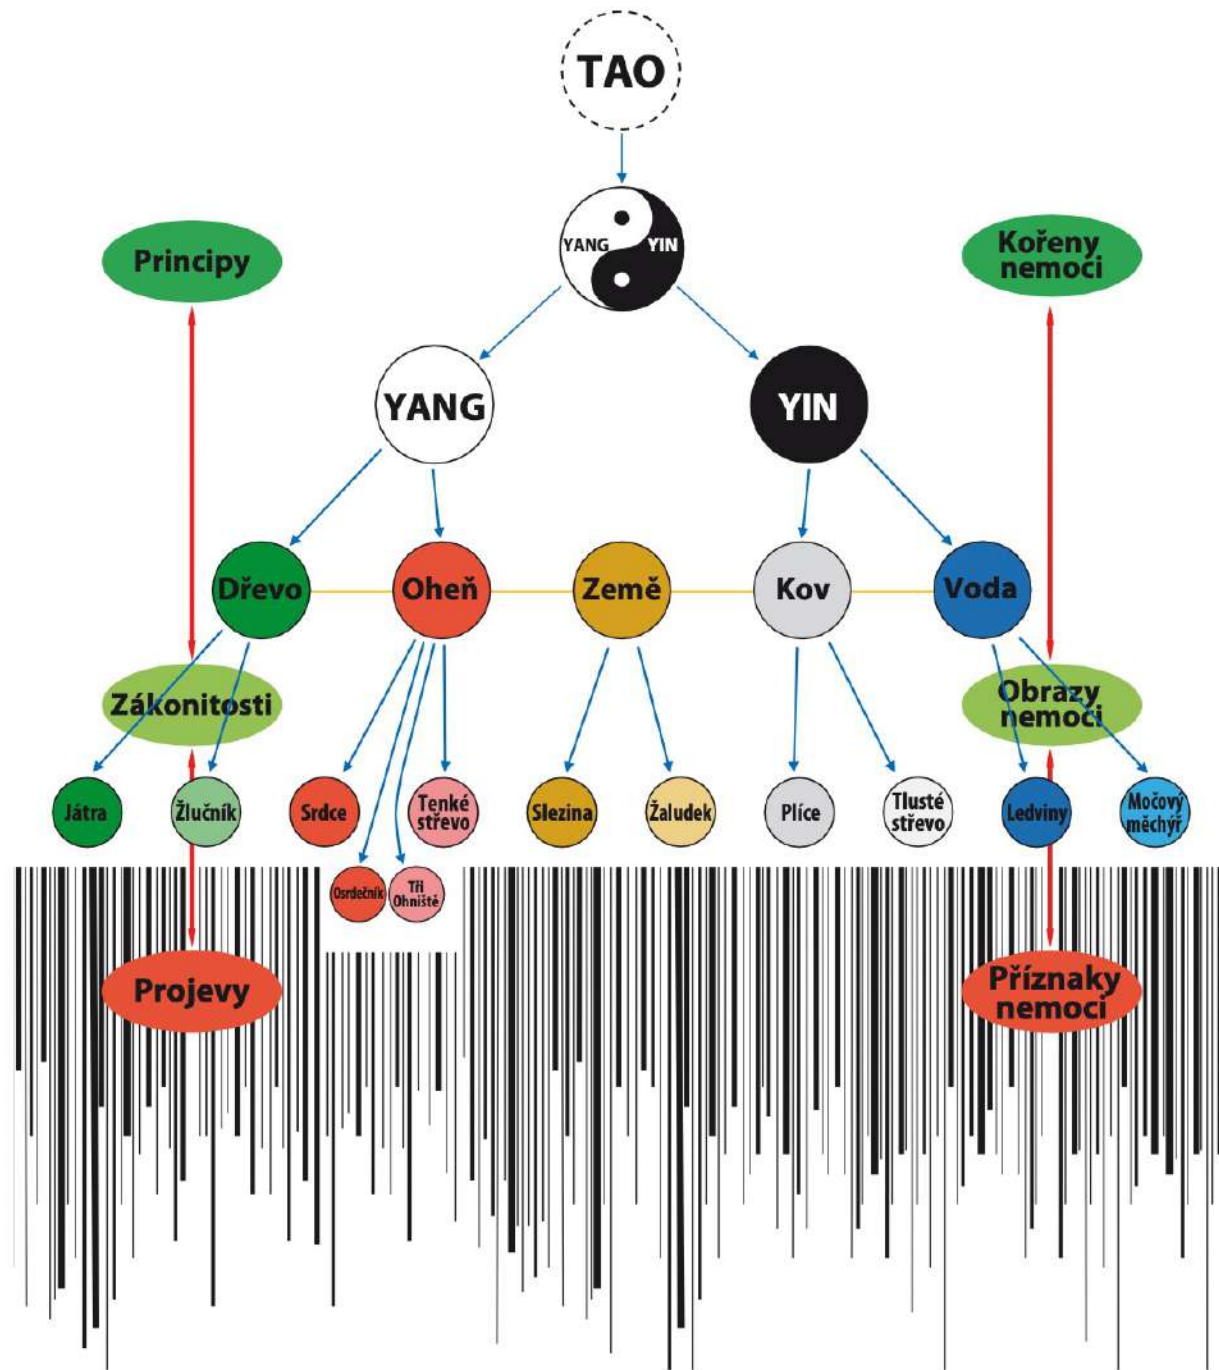 TAO
YANG YIN
Principy
Kořeny
nemoci
YANG
YIN
Dřevo
Oheň
Země
Kov
Voda
Zákonitosti
Obrazy
nemoci
Játra
Žlučník
Srdce
Tenké
střevo
Slezina
Žaludek
Plíce
Tlusté
střevo
Ledviny
Močový
měchýř
Osrdečník
Tři
Ohniště
Projevy
Příznaky
nemoci